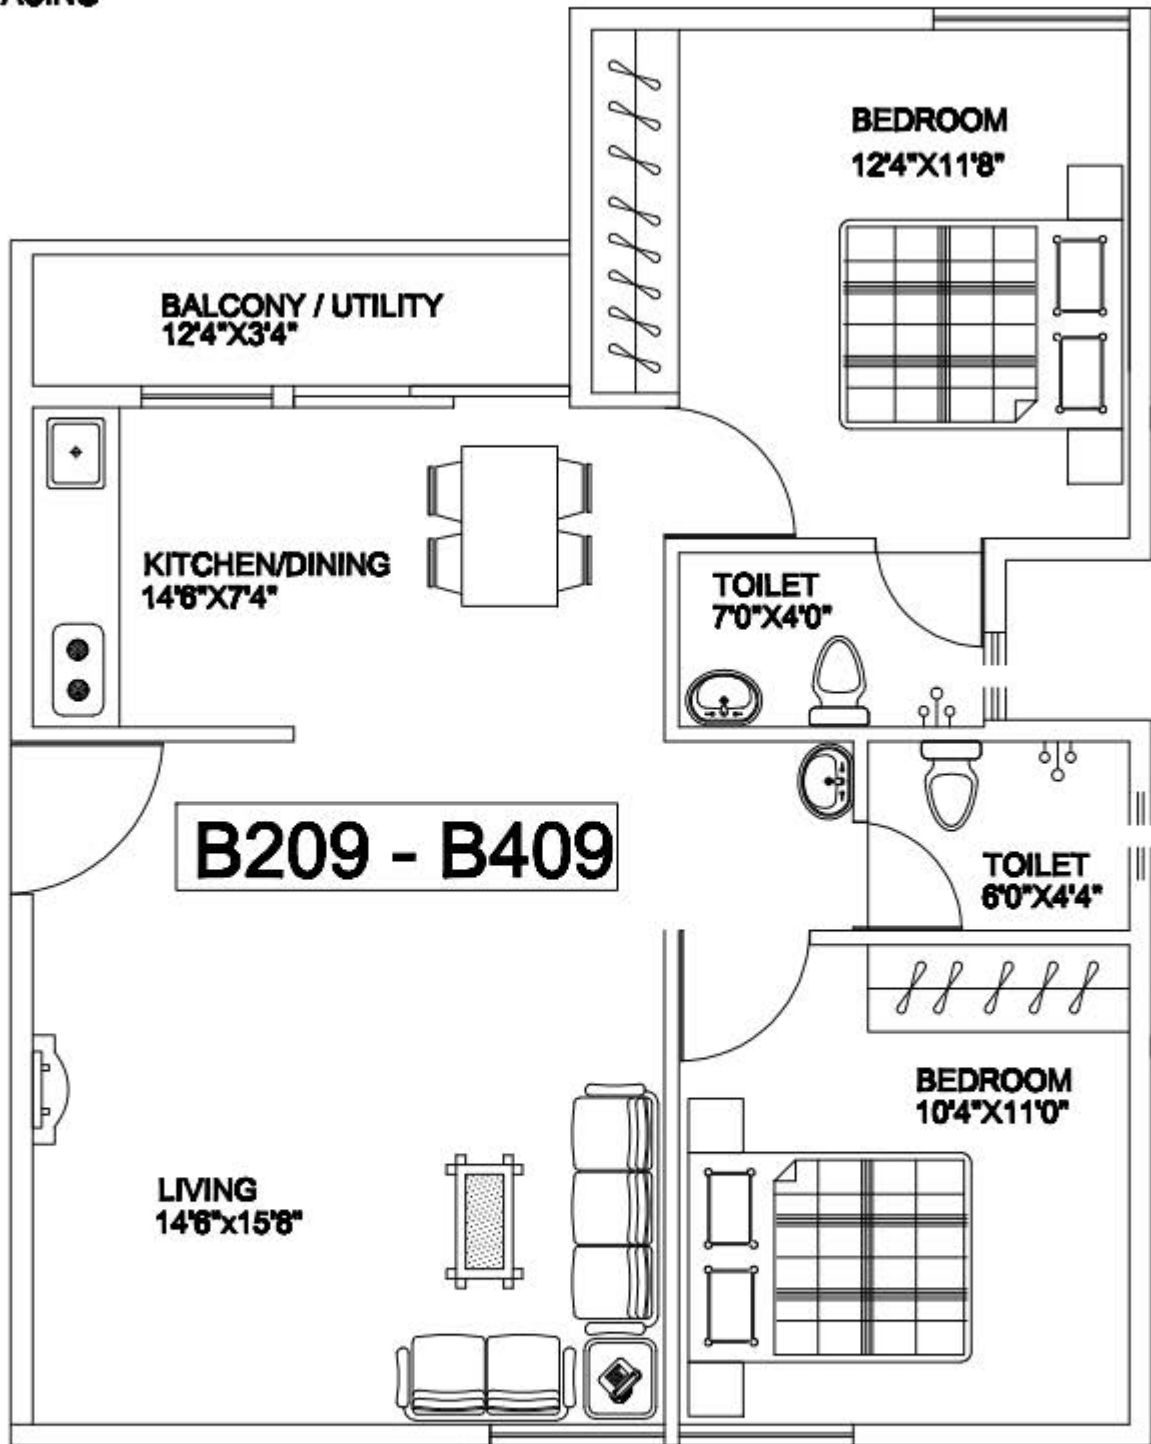 BEDROOM
12'4"X11'8"
BALCONY / UTILITY
12'4"X3'4"
KITCHEN/DINING
14'6"X7'4"
TOILET
7'0"X4'0"
B209 - B409
TOILET
6'0"X4'4"
BEDROOM
10'4"X11'0"
LIVING
14'6"x15'8"